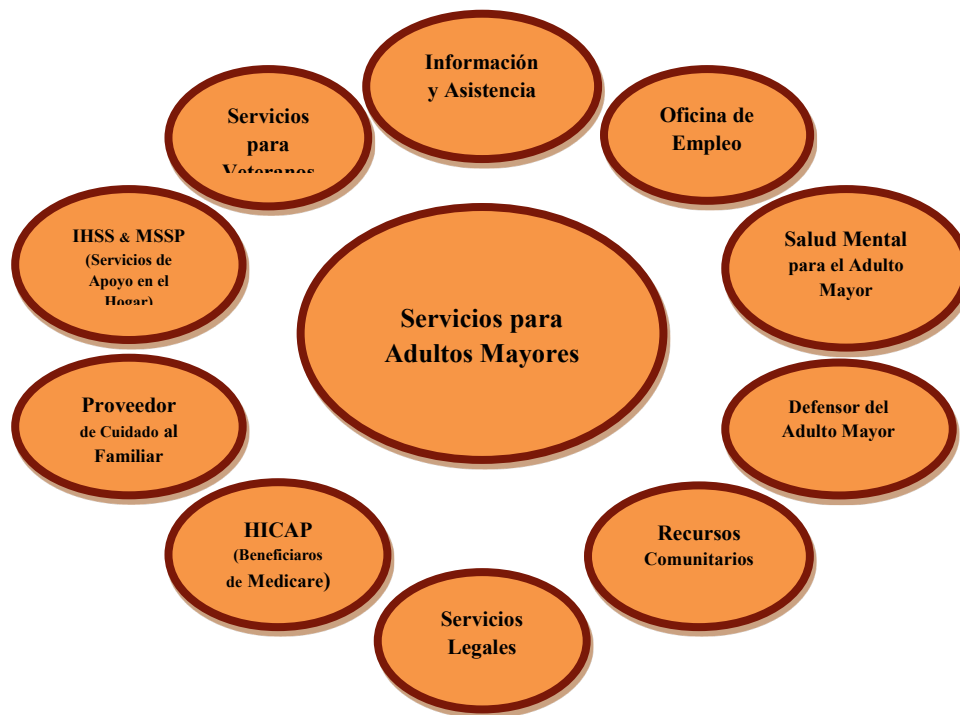 Información
y Asistencia
Oficina de
Empleo
Salud Mental
para el Adulto
Mayor
Defensor del
Adulto Mayor
Recursos
Comunitarios
Servicios
Legales
HICAP
(Beneficiaros
de Medicare)
Proveedor
de Cuidado al
Familiar
IHSS & MSSP
(Servicios de
Apoyo en el
Hogar)
Servicios
para
Veteranos
Servicios para
Adultos Mayores